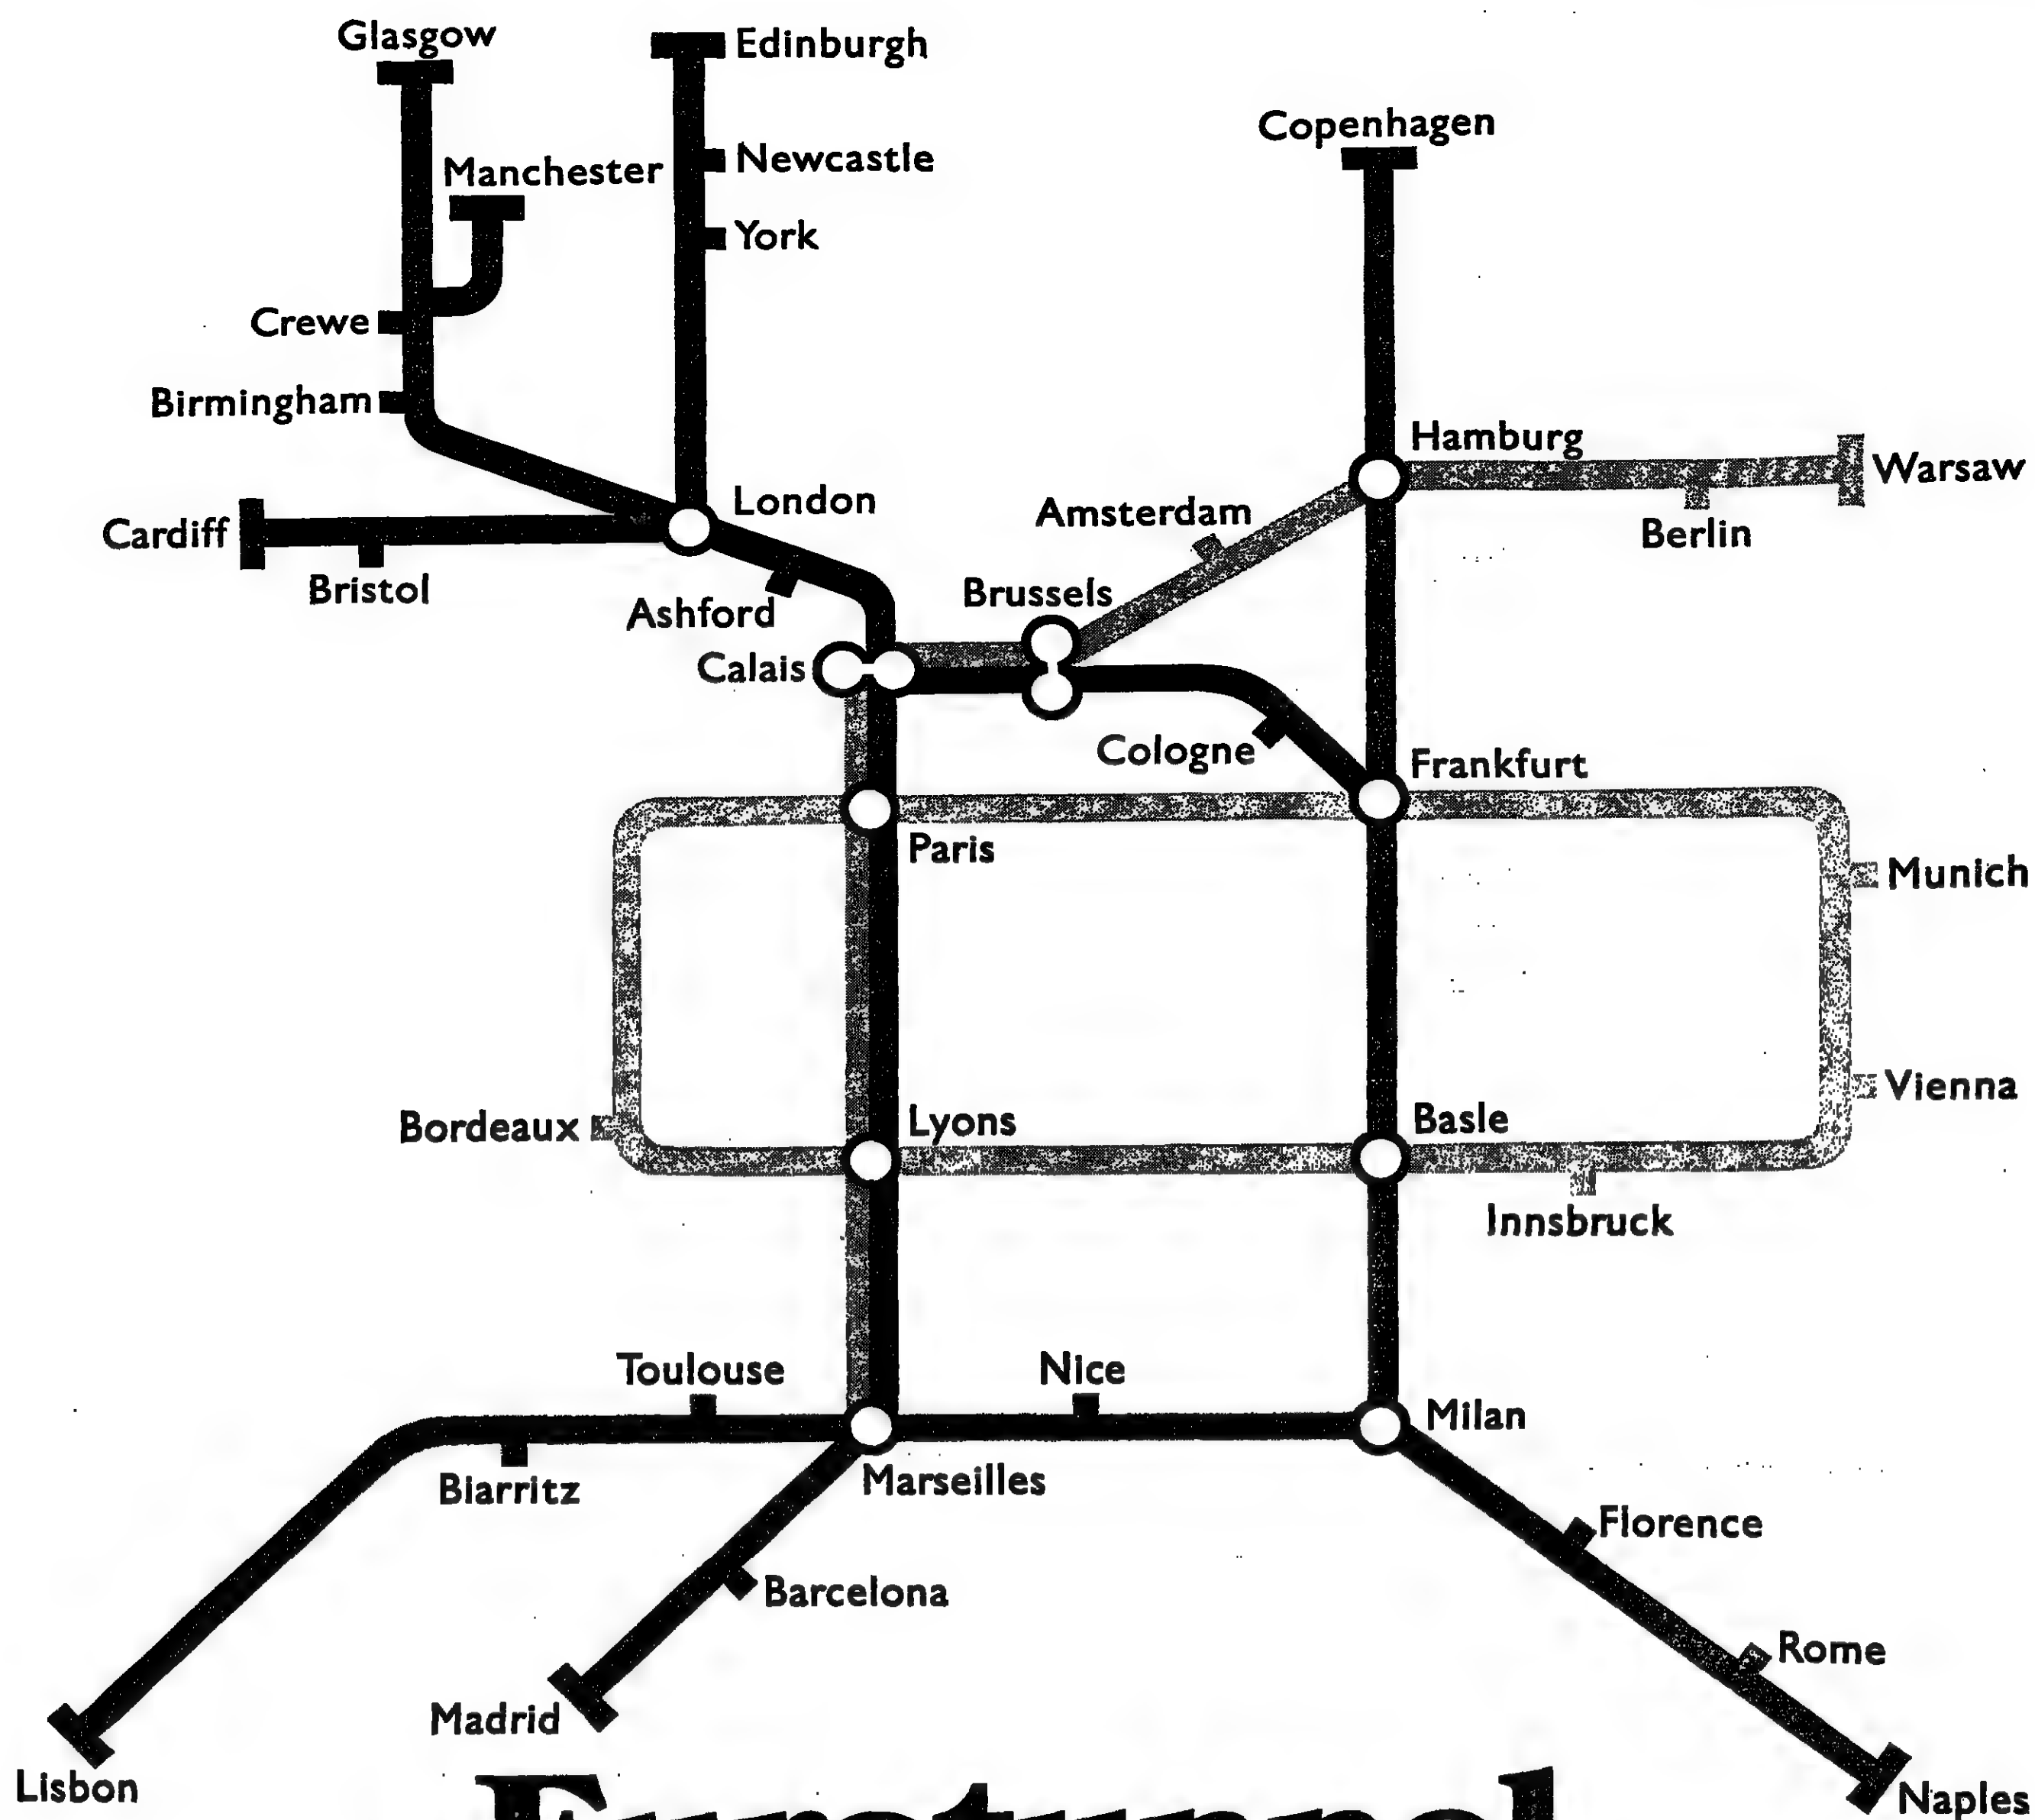 Glasgow
Edinburgh
Copenhagen
Newcastle
Manchester
York
Crewe
Birmingham
Hamburg
Warsaw
London
Amsterdam
Cardiff
Berlin
Bristol
Brussels
Ashford
Calais
Cologne
Frankfurt
Paris
Munich
Vienna
Bordeaux
Lyons
Basle
Innsbruck
Toulouse
Nice
Milan
Biarritz
Marseilles
Florence
Barcelona
Rome
Madrid
Lisbon
Naples
Eurotunnel